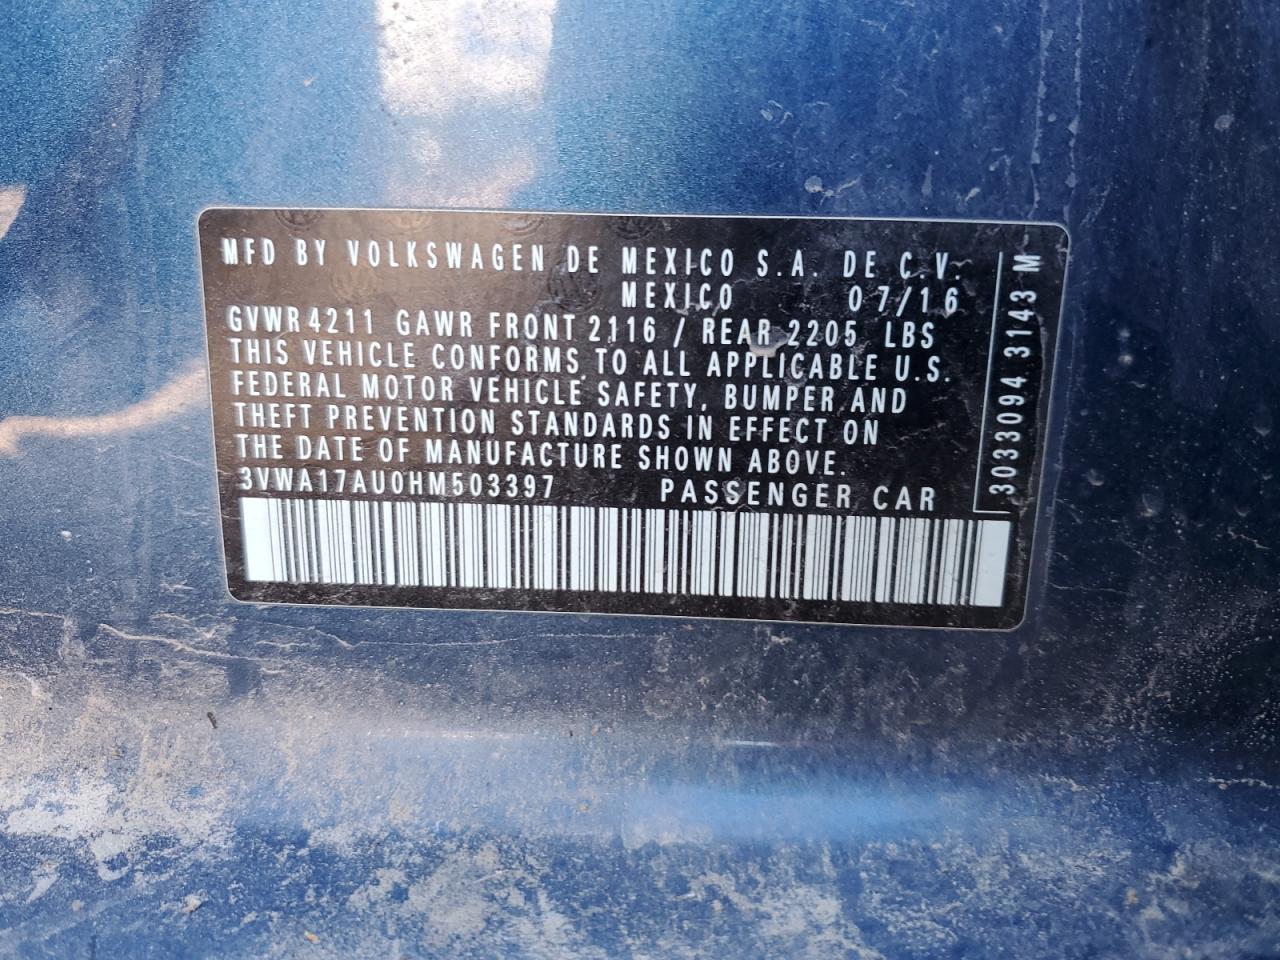 MFD BY VOLKSWAGEN DE MEXICO S.A. DE C.V.
MEXICO 07/16
GVWR 4211 GAWR FRONT 2116 / REAR 2205 LBS
THIS VEHICLE CONFORMS TO ALL APPLICABLE U.S.
FEDERAL MOTOR VEHICLE SAFETY, BUMPER AND
THEFT PREVENTION STANDARDS IN EFFECT ON
THE DATE OF MANUFACTURE SHOWN ABOVE.
3VWA17AU0HM503397 PASSENGER CAR
3033094 3143 M